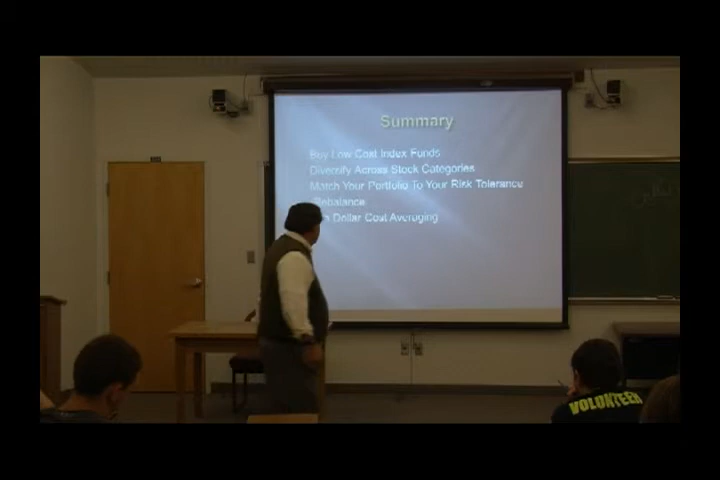 Summary
Buy Low Cost Index Funds
Diversify Across Stock Categories
Match Your Portfolio To Your Risk Tolerance
Rebalance
Dollar Cost Averaging
VOLUNTEER